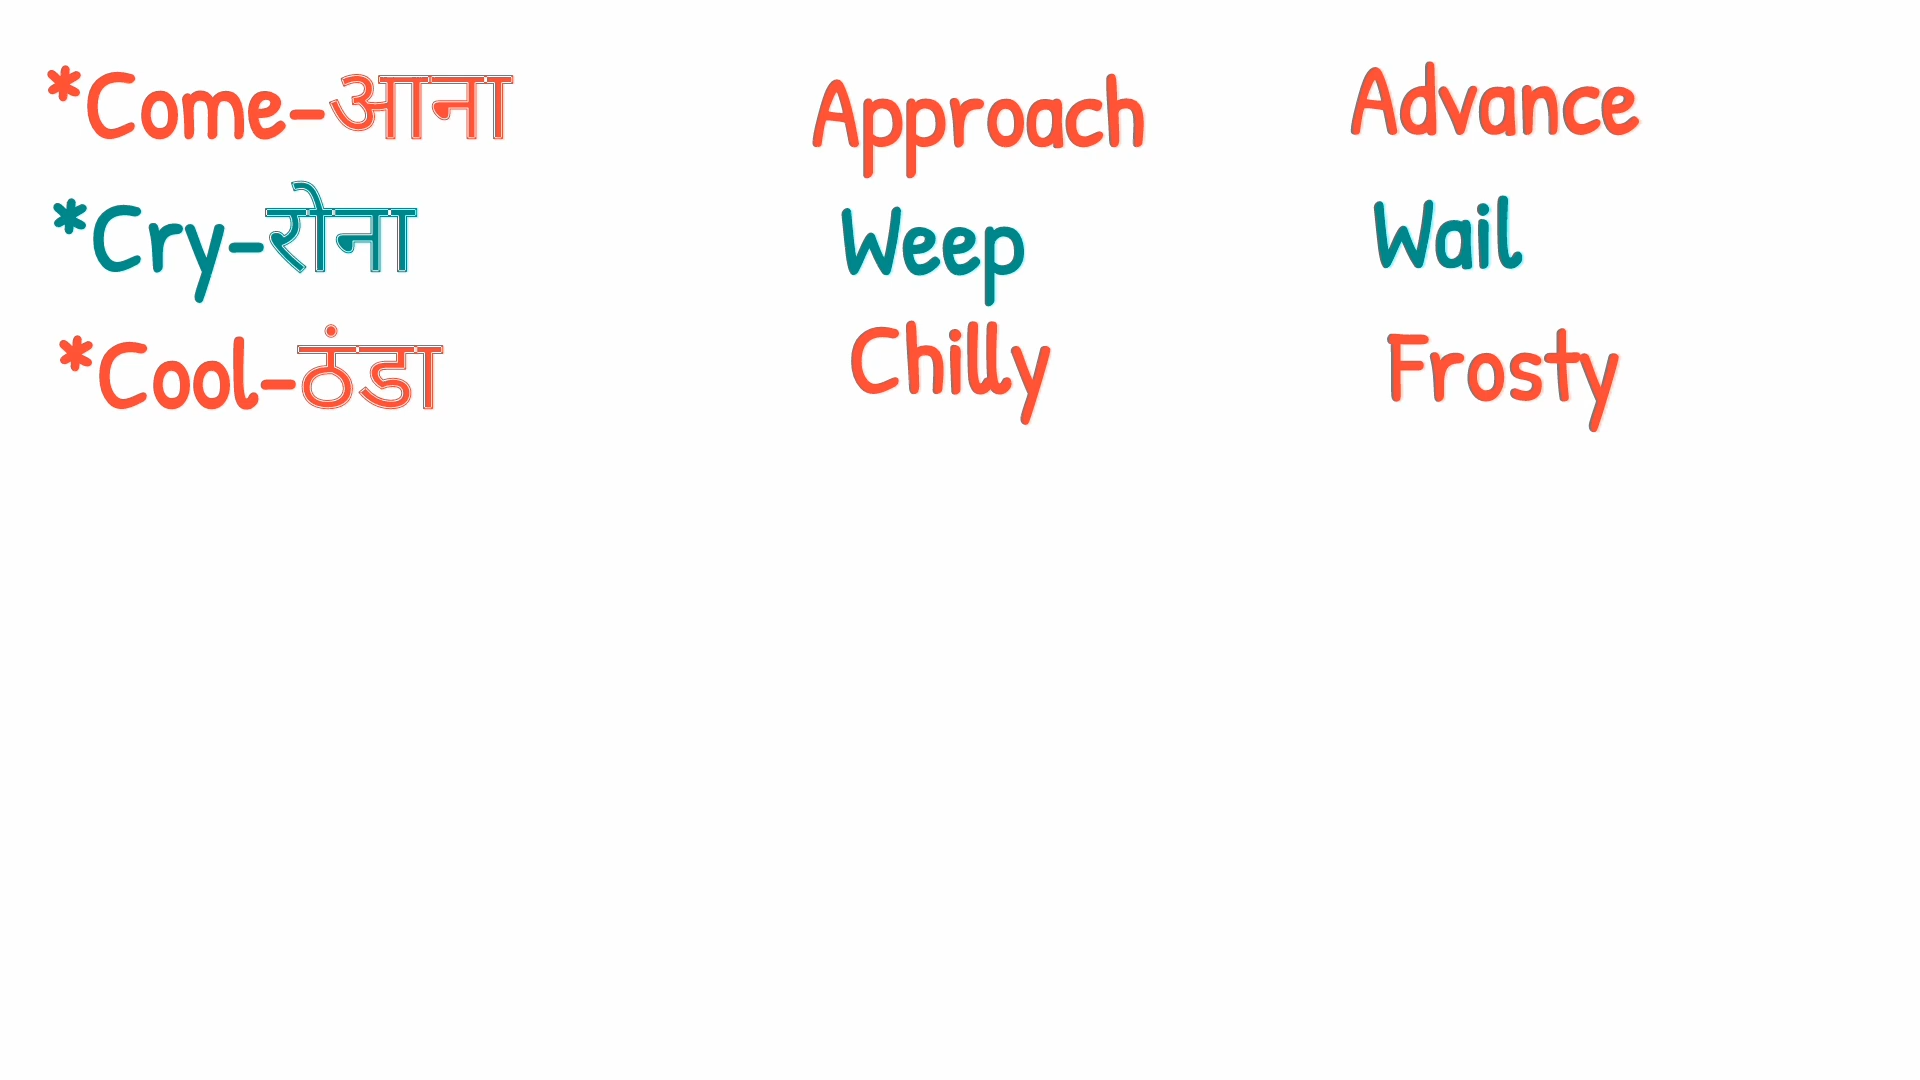 *Come-आना Approach Advance
*Cry-रोना Weep Wail
*Cool-ठंडा Chilly Frosty